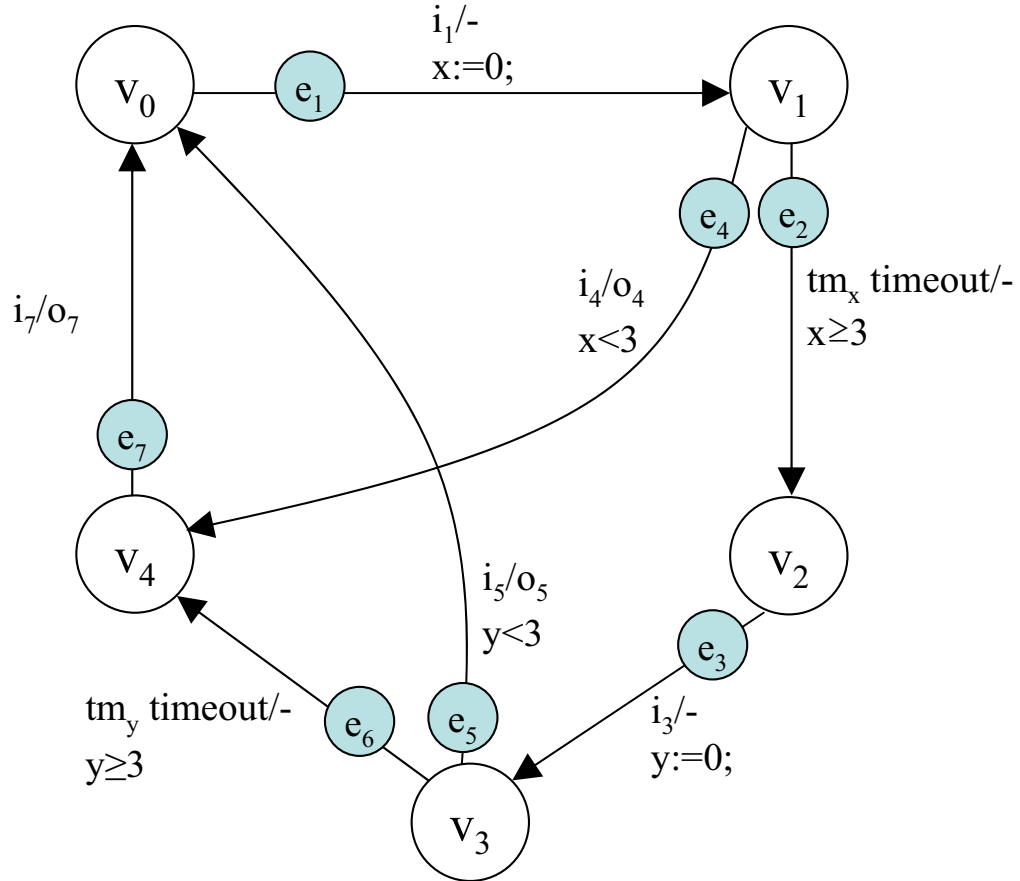 i₁/-
x:=0;
v₀
e₁
v₁
e₄
e₂
i₇/o₇
i₄/o₄
x<3
tmₓ timeout/-
x≥3
e₇
v₄
v₂
i₅/o₅
y<3
e₃
tm_y timeout/-
y≥3
e₆
e₅
i₃/-
y:=0;
v₃